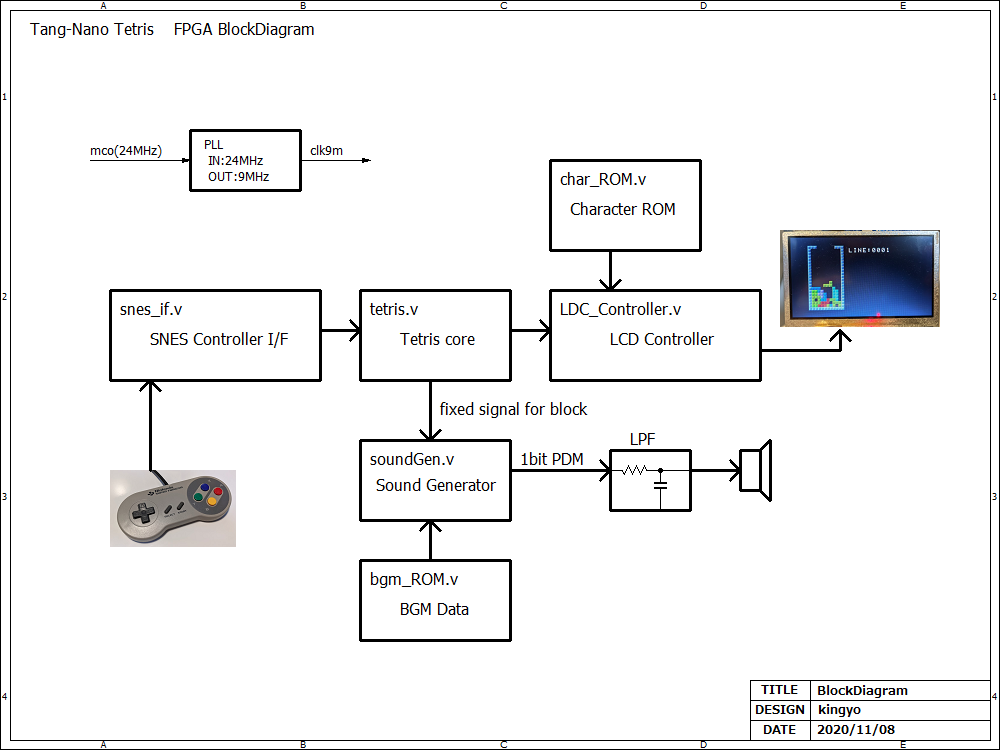 A B C D E
Tang-Nano Tetris FPGA BlockDiagram
1 1
mco(24MHz)
PLL
IN:24MHz
OUT:9MHz
clk9m
char_ROM.v
Character ROM
LINE:0001
2 2
snes_if.v
SNES Controller I/F
tetris.v
Tetris core
LDC_Controller.v
LCD Controller
fixed signal for block
soundGen.v
Sound Generator
1bit PDM
LPF
3 3
bgm_ROM.v
BGM Data
4 4
TITLE BlockDiagram
DESIGN kingyo
DATE 2020/11/08
A B C D E